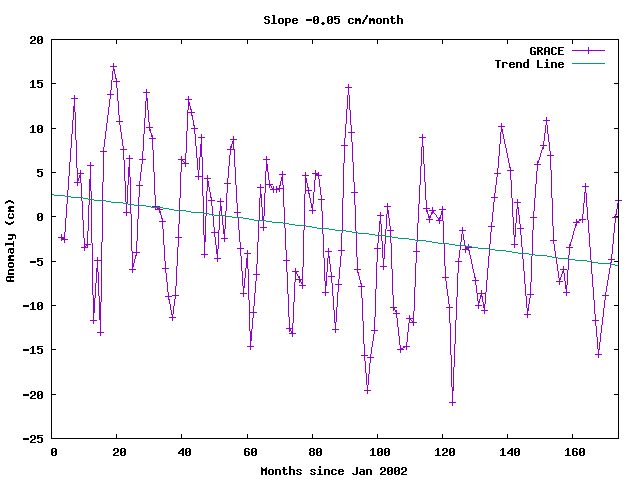 Slope -0.05 cm/month
GRACE
Trend Line
20
15
10
5
0
-5
-10
-15
-20
-25
Anomaly (cm)
0 20 40 60 80 100 120 140 160
Months since Jan 2002